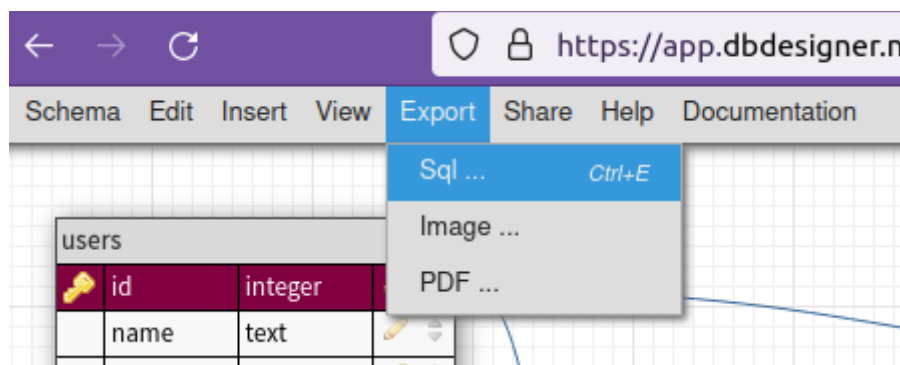 https://app.dbdesigner.n
Schema Edit Insert View Export Share Help Documentation
Sql ... Ctrl+E
Image ...
PDF ...
users
id integer
name text